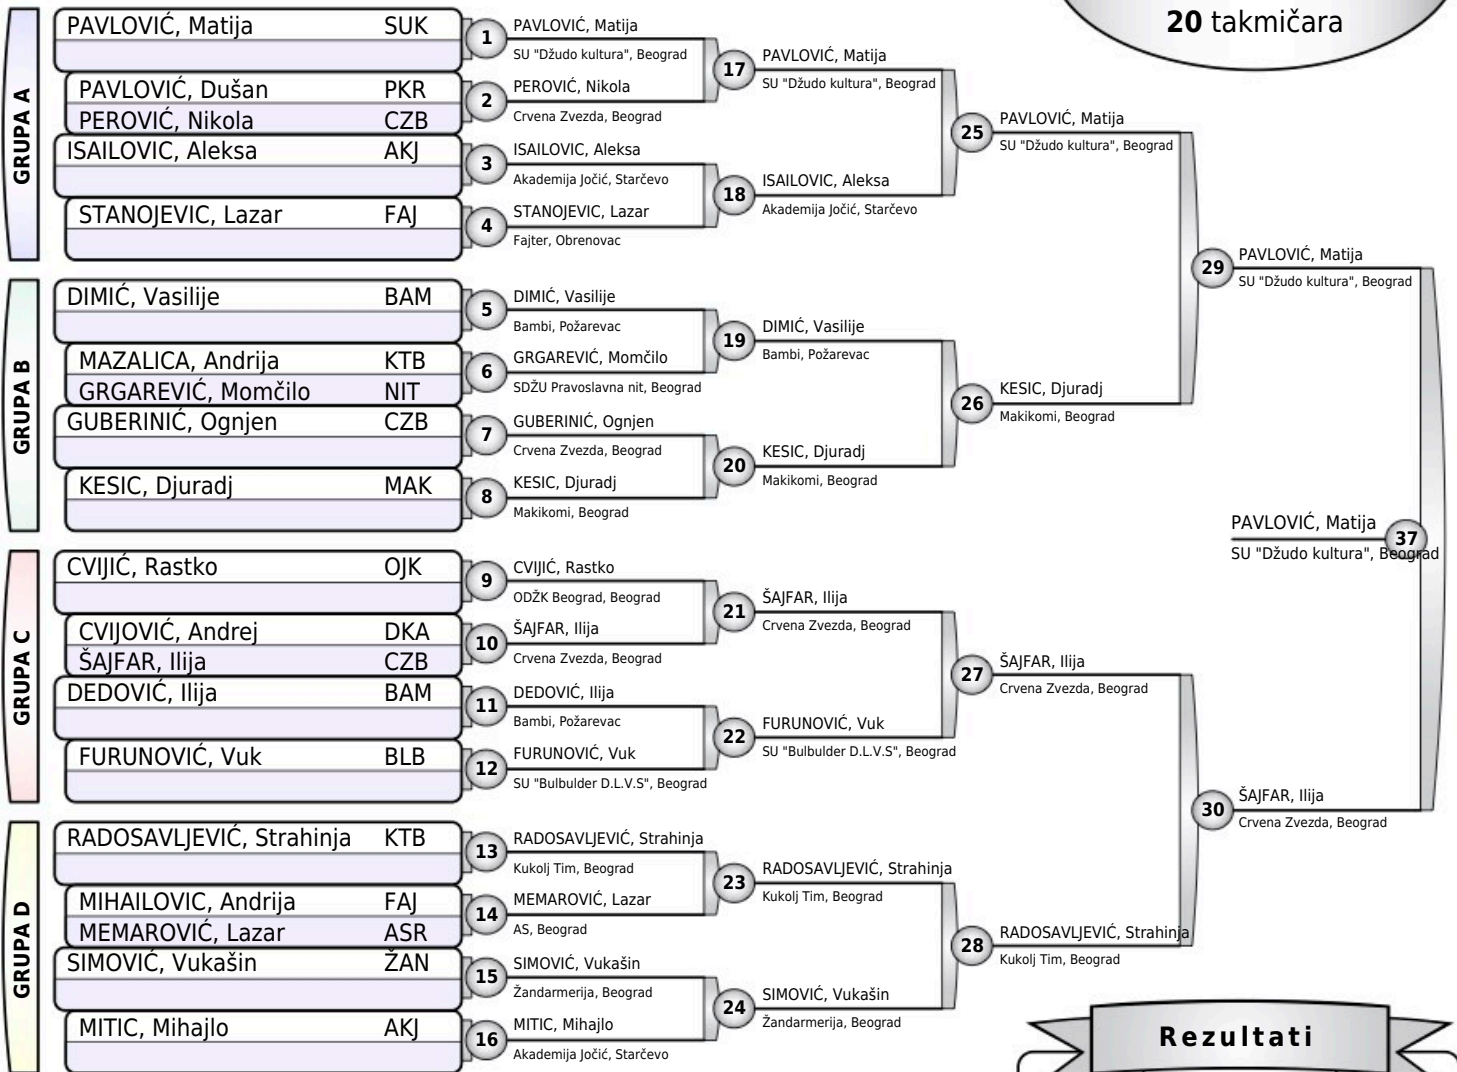 20 takmičara
GRUPA A
PAVLOVIĆ, Matija SUK
PAVLOVIĆ, Dušan PKR
PEROVIĆ, Nikola CZB
ISAILOVIC, Aleksa AKJ
STANOJEVIC, Lazar FAJ
GRUPA B
DIMIĆ, Vasilije BAM
MAZALICA, Andrija KTB
GRGAREVIĆ, Momčilo NIT
GUBERINIĆ, Ognjen CZB
KESIC, Djuradj MAK
GRUPA C
CVIJIĆ, Rastko OJK
CVIJOVIĆ, Andrej DKA
ŠAJFAR, Ilija CZB
DEDOVIĆ, Ilija BAM
FURUNOVIĆ, Vuk BLB
GRUPA D
RADOSAVLJEVIĆ, Strahinja KTB
MIHAILOVIC, Andrija FAJ
MEMAROVIĆ, Lazar ASR
SIMOVIĆ, Vukašin ŽAN
MITIC, Mihajlo AKJ
1 PAVLOVIĆ, Matija
SU "Džudo kultura", Beograd
2 PEROVIĆ, Nikola
Crvena Zvezda, Beograd
3 ISAILOVIC, Aleksa
Akademija Jočić, Starčevo
4 STANOJEVIC, Lazar
Fajter, Obrenovac
5 DIMIĆ, Vasilije
Bambi, Požarevac
6 GRGAREVIĆ, Momčilo
SDŽU Pravoslavna nit, Beograd
7 GUBERINIĆ, Ognjen
Crvena Zvezda, Beograd
8 KESIC, Djuradj
Makikomi, Beograd
9 CVIJIĆ, Rastko
ODŽK Beograd, Beograd
10 ŠAJFAR, Ilija
Crvena Zvezda, Beograd
11 DEDOVIĆ, Ilija
Bambi, Požarevac
12 FURUNOVIĆ, Vuk
SU "Bulbulder D.L.V.S", Beograd
13 RADOSAVLJEVIĆ, Strahinja
Kukolj Tim, Beograd
14 MEMAROVIĆ, Lazar
AS, Beograd
15 SIMOVIĆ, Vukašin
Žandarmerija, Beograd
16 MITIC, Mihajlo
Akademija Jočić, Starčevo
17 PAVLOVIĆ, Matija
SU "Džudo kultura", Beograd
18 ISAILOVIC, Aleksa
Akademija Jočić, Starčevo
19 DIMIĆ, Vasilije
Bambi, Požarevac
20 KESIC, Djuradj
Makikomi, Beograd
21 ŠAJFAR, Ilija
Crvena Zvezda, Beograd
22 FURUNOVIĆ, Vuk
SU "Bulbulder D.L.V.S", Beograd
23 RADOSAVLJEVIĆ, Strahinja
Kukolj Tim, Beograd
24 SIMOVIĆ, Vukašin
Žandarmerija, Beograd
25 PAVLOVIĆ, Matija
SU "Džudo kultura", Beograd
26 KESIC, Djuradj
Makikomi, Beograd
27 ŠAJFAR, Ilija
Crvena Zvezda, Beograd
28 RADOSAVLJEVIĆ, Strahinja
Kukolj Tim, Beograd
29 PAVLOVIĆ, Matija
SU "Džudo kultura", Beograd
30 ŠAJFAR, Ilija
Crvena Zvezda, Beograd
PAVLOVIĆ, Matija 37
SU "Džudo kultura", Beograd
Rezultati